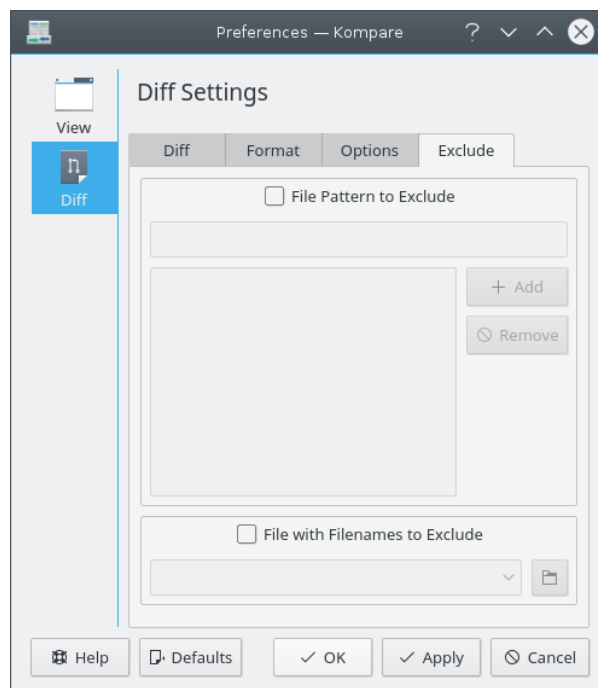 Preferences — Kompare
View
Diff
Diff Settings
Diff Format Options Exclude
File Pattern to Exclude
Add
Remove
File with Filenames to Exclude
Help Defaults OK Apply Cancel